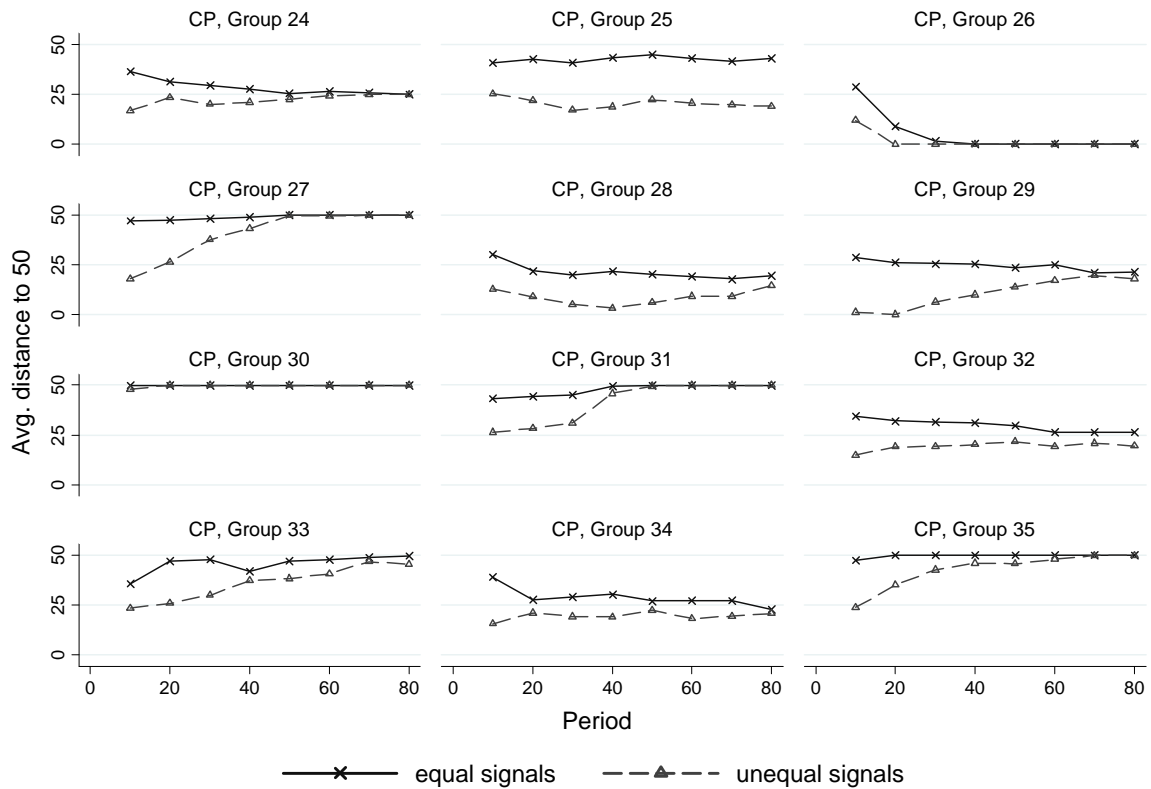 CP, Group 24 CP, Group 25 CP, Group 26
50
25
0
CP, Group 27 CP, Group 28 CP, Group 29
50
25
0
CP, Group 30 CP, Group 31 CP, Group 32
50
25
0
CP, Group 33 CP, Group 34 CP, Group 35
50
25
0
0 20 40 60 80 0 20 40 60 80 0 20 40 60 80
Avg. distance to 50
Period
equal signals unequal signals